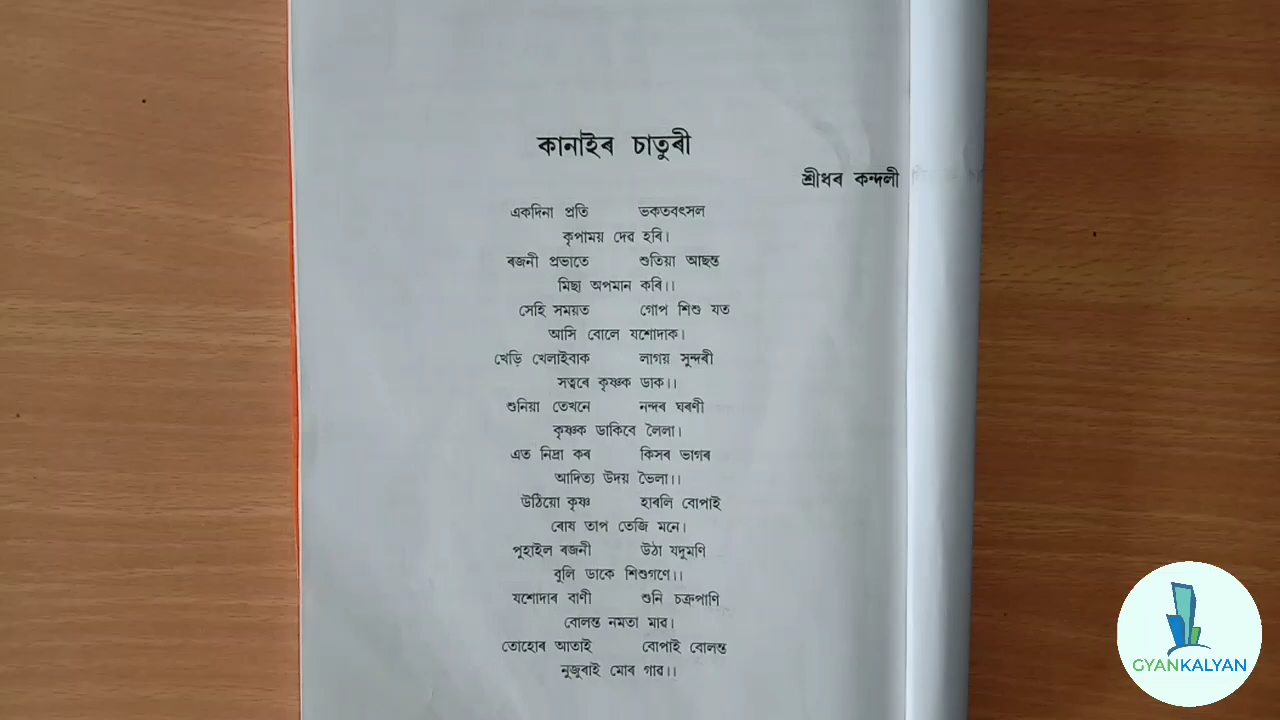 কানাইৰ চাতুৰী
শ্ৰীধৰ কন্দলী
একদিনা প্ৰতি ভকতবৎসল
কৃপাময় দেৱ হৰি।
ৰজনী প্ৰভাতে শুতিয়া আছন্ত
মিছা অপমান কৰি।।
সেহি সময়ত গোপ শিশু যত
আসি বোলে যশোদাক।
খেড়ি খেলাইবাক লাগয় সুন্দৰী
সত্বৰে কৃষ্ণক ডাক।।
শুনিয়া তেখনে নন্দৰ ঘৰণী
কৃষ্ণক ডাকিবে লৈলা।
এত নিদ্ৰা কৰ কিসৰ ভাগৰ
আদিত্য উদয় ভৈলা।।
উঠিয়ো কৃষ্ণ হাৰলি বোপাই
ৰোষ তাপ তেজি মনে।
পুহাইল ৰজনী উঠা যদুমণি
বুলি ডাকে শিশুগণে।।
যশোদাৰ বাণী শুনি চক্ৰপাণি
বোলন্ত নমতা মাৱ।
তোহোৰ আতাই বোপাই বোলন্ত
নুজুৰাই মোৰ গাৱ।।
GYANKALYAN